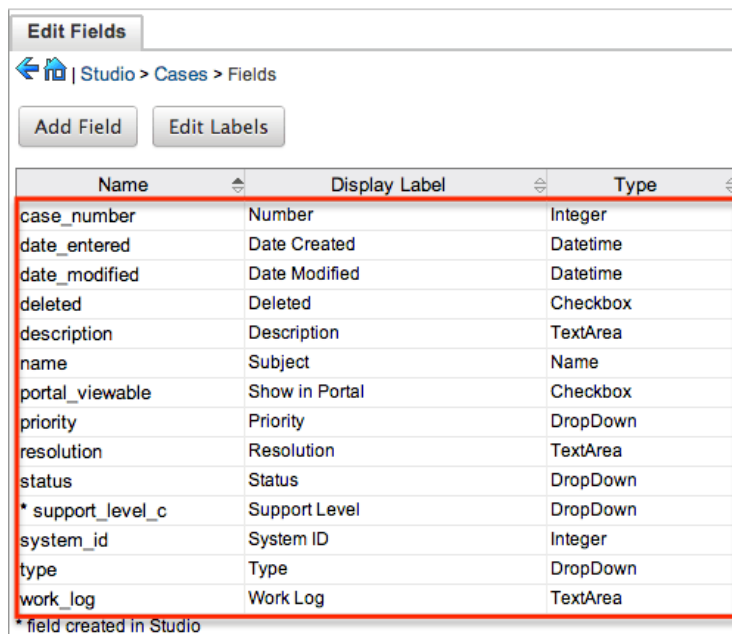 Edit Fields
| Studio > Cases > Fields
Add Field Edit Labels
Name Display Label Type
case_number Number Integer
date_entered Date Created Datetime
date_modified Date Modified Datetime
deleted Deleted Checkbox
description Description TextArea
name Subject Name
portal_viewable Show in Portal Checkbox
priority Priority DropDown
resolution Resolution TextArea
status Status DropDown
* support_level_c Support Level DropDown
system_id System ID Integer
type Type DropDown
work_log Work Log TextArea
* field created in Studio